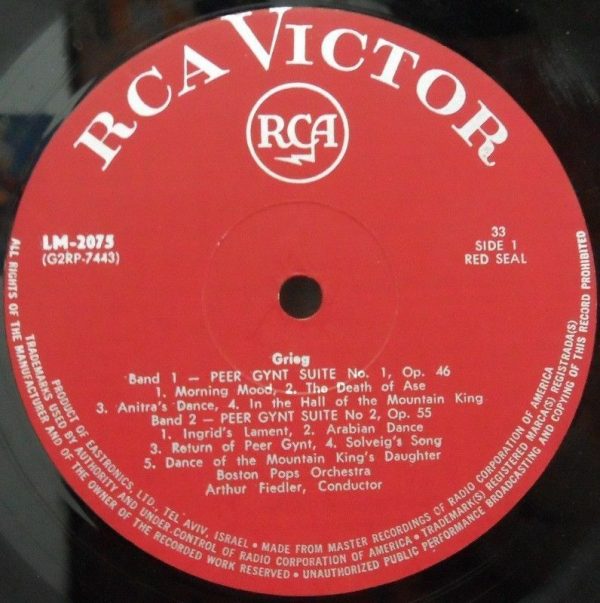 RCA VICTOR
RCA
LM-2075
(G2RP-7443)
33
SIDE 1
RED SEAL
Grieg
Band 1 — PEER GYNT SUITE No. 1, Op. 46
1. Morning Mood, 2. The Death of Ase
3. Anitra's Dance, 4. In the Hall of the Mountain King
Band 2 — PEER GYNT SUITE No 2, Op. 55
1. Ingrid's Lament, 2. Arabian Dance
3. Return of Peer Gynt, 4. Solveig's Song
5. Dance of the Mountain King's Daughter
Boston Pops Orchestra
Arthur Fiedler, Conductor
PRODUCT OF EASTRONICS, LTD., TEL AVIV, ISRAEL • MADE FROM MASTER RECORDINGS OF RADIO CORPORATION OF AMERICA
TRADEMARKS USED BY AUTHORITY AND UNDER CONTROL OF RADIO CORPORATION OF AMERICA • TRADEMARK(S) REGISTERED MARCA(S) REGISTRADA(S)
ALL RIGHTS OF THE MANUFACTURER AND OF THE OWNER OF THE RECORDED WORK RESERVED • UNAUTHORIZED PUBLIC PERFORMANCE BROADCASTING AND COPYING OF THIS RECORD PROHIBITED